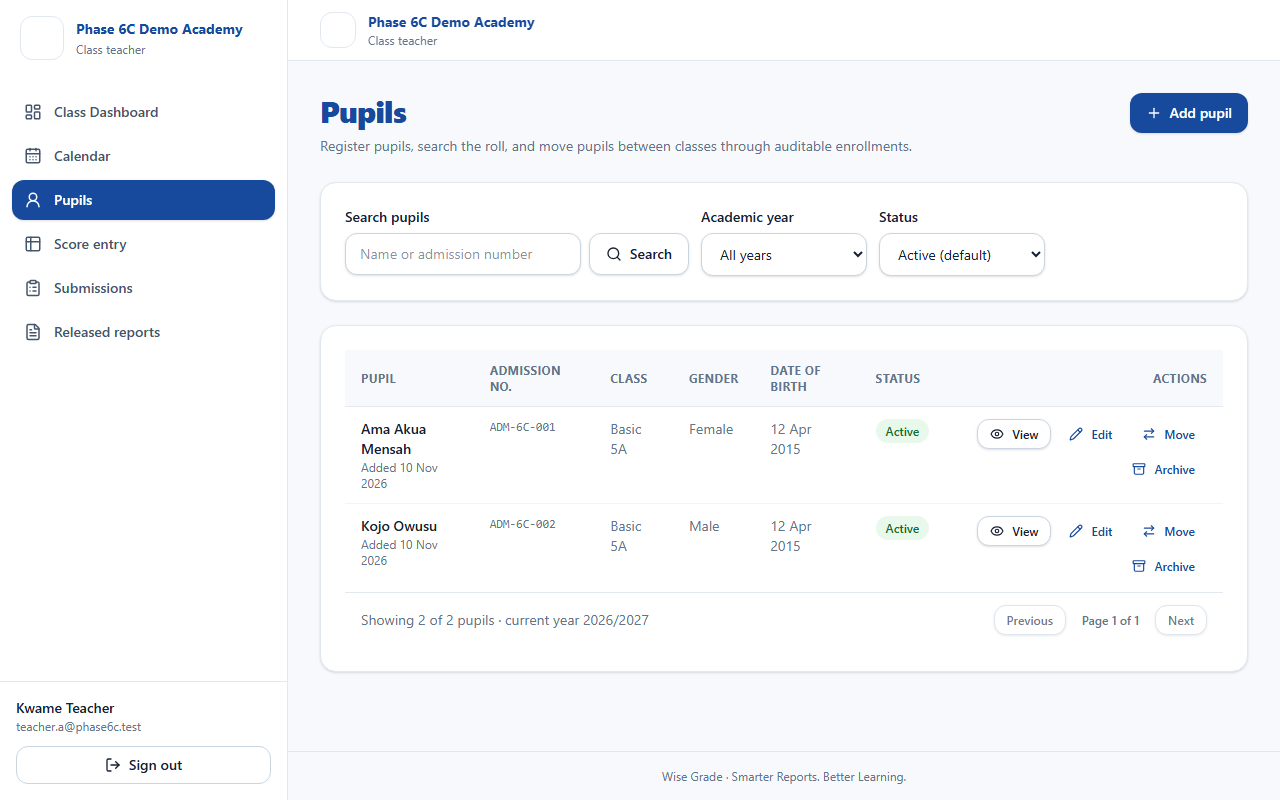 Phase 6C Demo Academy
Class teacher
Class Dashboard
Calendar
Pupils
Score entry
Submissions
Released reports
Kwame Teacher
teacher.a@phase6c.test
Sign out
Phase 6C Demo Academy
Class teacher
Pupils
Register pupils, search the roll, and move pupils between classes through auditable enrollments.
Add pupil
Search pupils
Name or admission number
Search
Academic year
All years
Status
Active (default)
PUPIL
ADMISSION
NO.
CLASS
GENDER
DATE OF
BIRTH
STATUS
ACTIONS
Ama Akua
Mensah
Added 10 Nov
2026
ADM-6C-001
Basic
5A
Female
12 Apr
2015
Active
View
Edit
Move
Archive
Kojo Owusu
Added 10 Nov
2026
ADM-6C-002
Basic
5A
Male
12 Apr
2015
Active
View
Edit
Move
Archive
Showing 2 of 2 pupils · current year 2026/2027
Previous
Page 1 of 1
Next
Wise Grade · Smarter Reports. Better Learning.